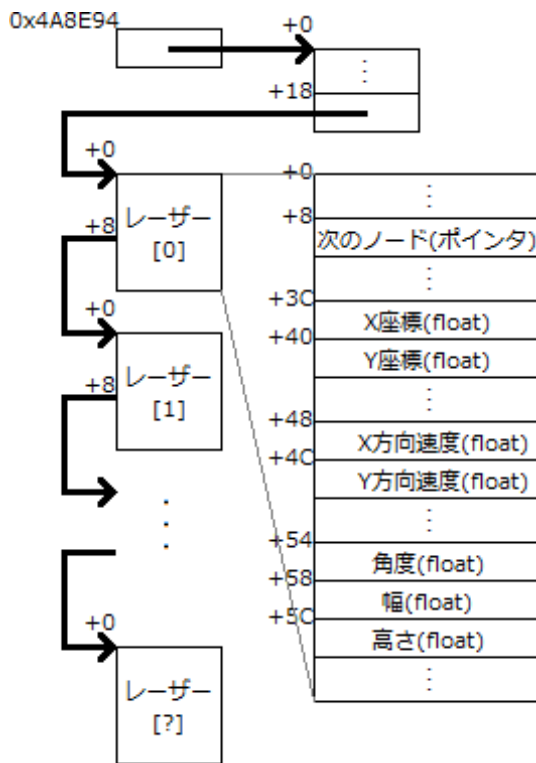 0x4A8E94
+0
⋮
+18
+0
レーザー
[0]
+8
+0
レーザー
[1]
+8
⋮
+0
レーザー
[?]
+0
⋮
+8
次のノード(ポインタ)
⋮
+3C
X座標(float)
+40
Y座標(float)
⋮
+48
X方向速度(float)
+4C
Y方向速度(float)
⋮
+54
角度(float)
+58
幅(float)
+5C
高さ(float)
⋮